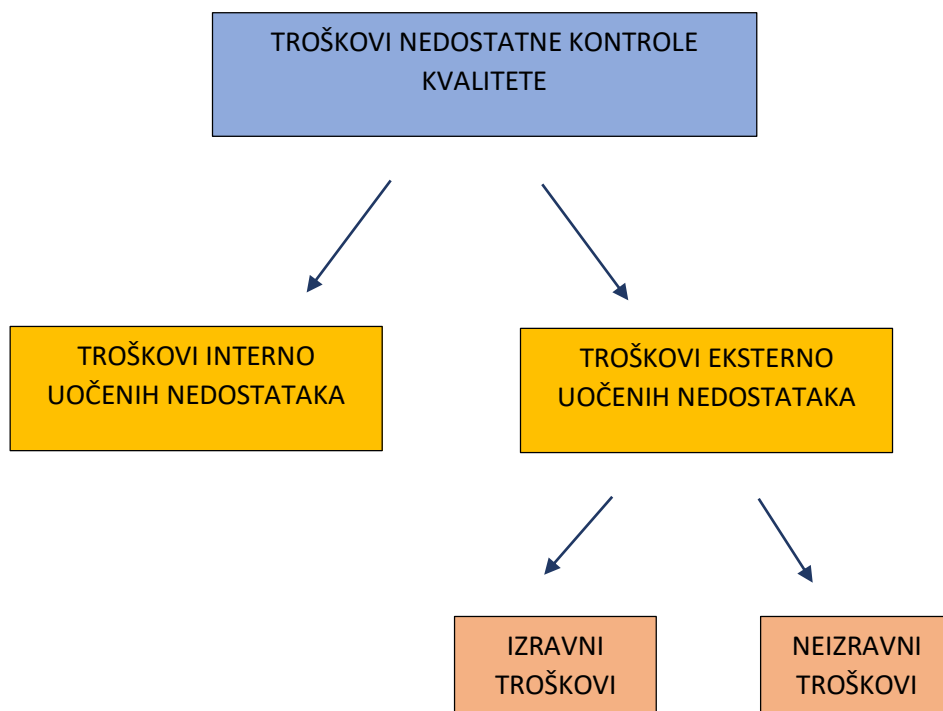 TROŠKOVI NEDOSTATNE KONTROLE
KVALITETE
TROŠKOVI INTERNO
UOČENIH NEDOSTATAKA
TROŠKOVI EKSTERNO
UOČENIH NEDOSTATAKA
IZRAVNI
TROŠKOVI
NEIZRAVNI
TROŠKOVI